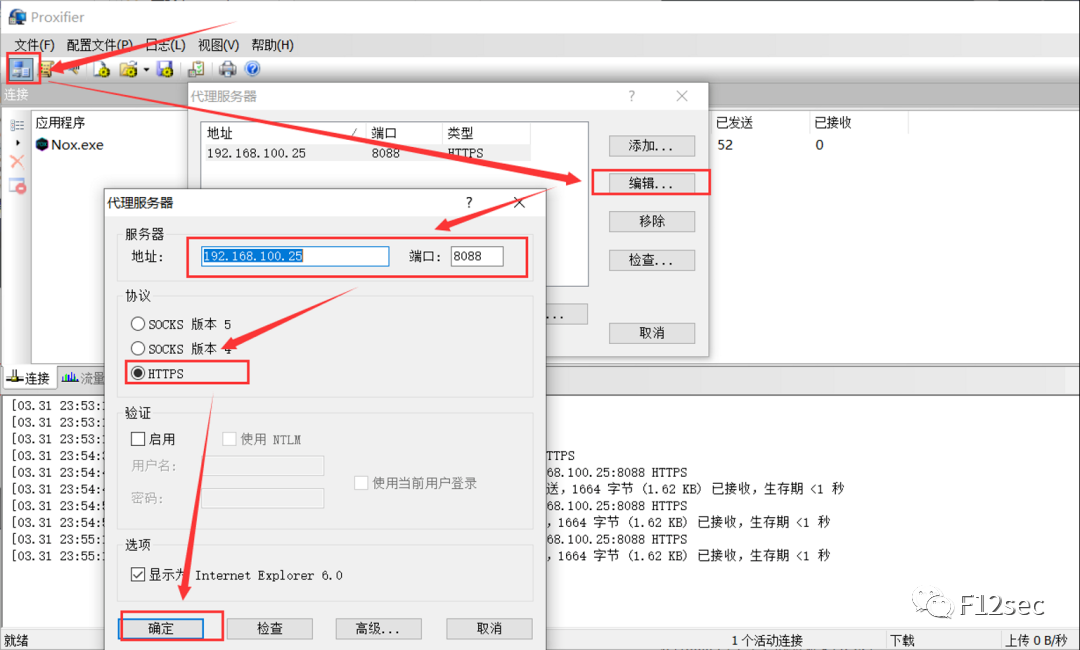 Proxifier
文件(F) 配置文件(P) 日志(L) 视图(V) 帮助(H)
连接
应用程序
Nox.exe
已发送 已接收
52 0
代理服务器 ?
地址 端口 类型
192.168.100.25 8088 HTTPS
添加...
编辑...
移除
检查...
...
取消
代理服务器 ?
服务器
地址: 192.168.100.25 端口: 8088
协议
SOCKS 版本 5
SOCKS 版本 4
HTTPS
验证
启用 使用 NTLM
用户名:
密码:
使用当前用户登录
选项
显示为 Internet Explorer 6.0
确定 检查 高级... 取消
连接 流量
[03.31 23:53:
[03.31 23:53:
[03.31 23:53:
[03.31 23:54: TTPS
[03.31 23:54: 68.100.25:8088 HTTPS
[03.31 23:54: 送, 1664 字节 (1.62 KB) 已接收, 生存期 <1 秒
[03.31 23:54: 68.100.25:8088 HTTPS
[03.31 23:54: , 1664 字节 (1.62 KB) 已接收, 生存期 <1 秒
[03.31 23:55: 68.100.25:8088 HTTPS
[03.31 23:55: , 1664 字节 (1.62 KB) 已接收, 生存期 <1 秒
F12sec
就绪 1 个活动连接 下载 上传 0 B/秒